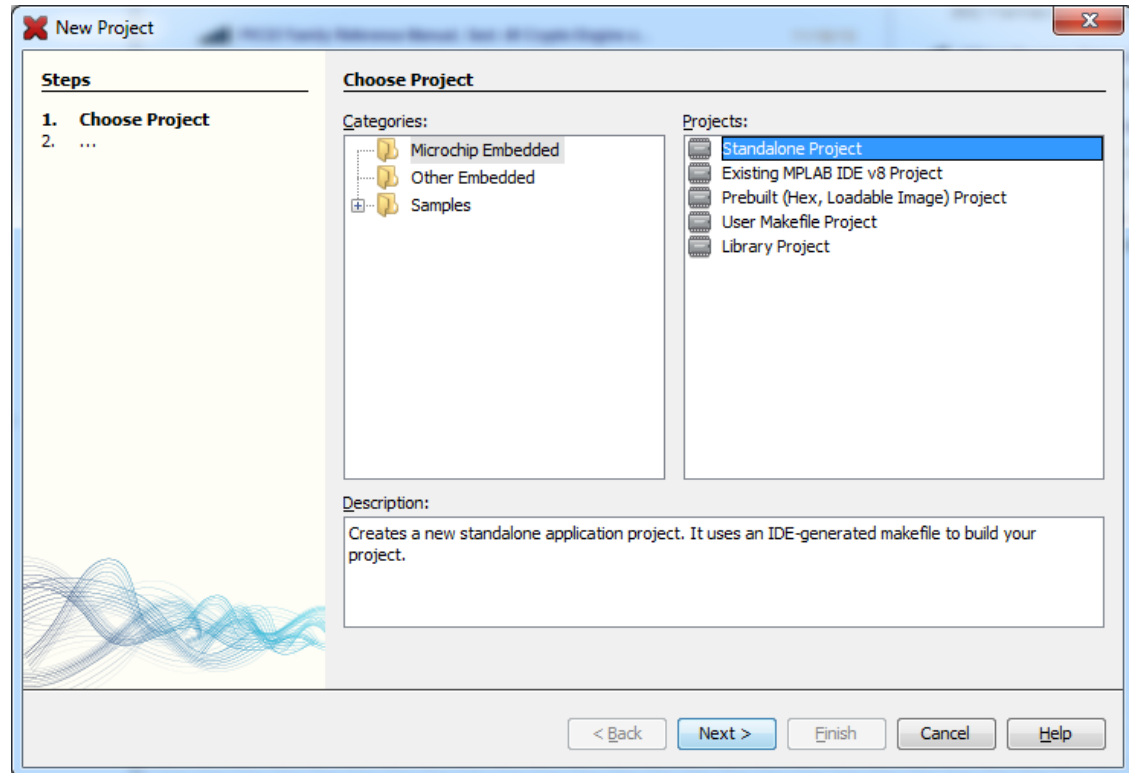 New Project
Steps
1. Choose Project
2. ...
Choose Project
Categories:
Microchip Embedded
Other Embedded
Samples
Projects:
Standalone Project
Existing MPLAB IDE v8 Project
Prebuilt (Hex, Loadable Image) Project
User Makefile Project
Library Project
Description:
Creates a new standalone application project. It uses an IDE-generated makefile to build your
project.
< Back
Next >
Finish
Cancel
Help